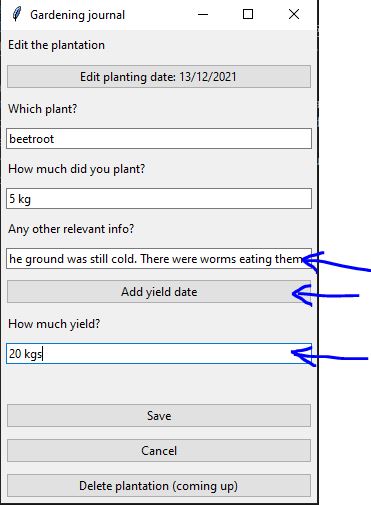 Gardening journal
Edit the plantation
Edit planting date: 13/12/2021
Which plant?
beetroot
How much did you plant?
5 kg
Any other relevant info?
he ground was still cold. There were worms eating them
Add yield date
How much yield?
20 kgs
Save
Cancel
Delete plantation (coming up)